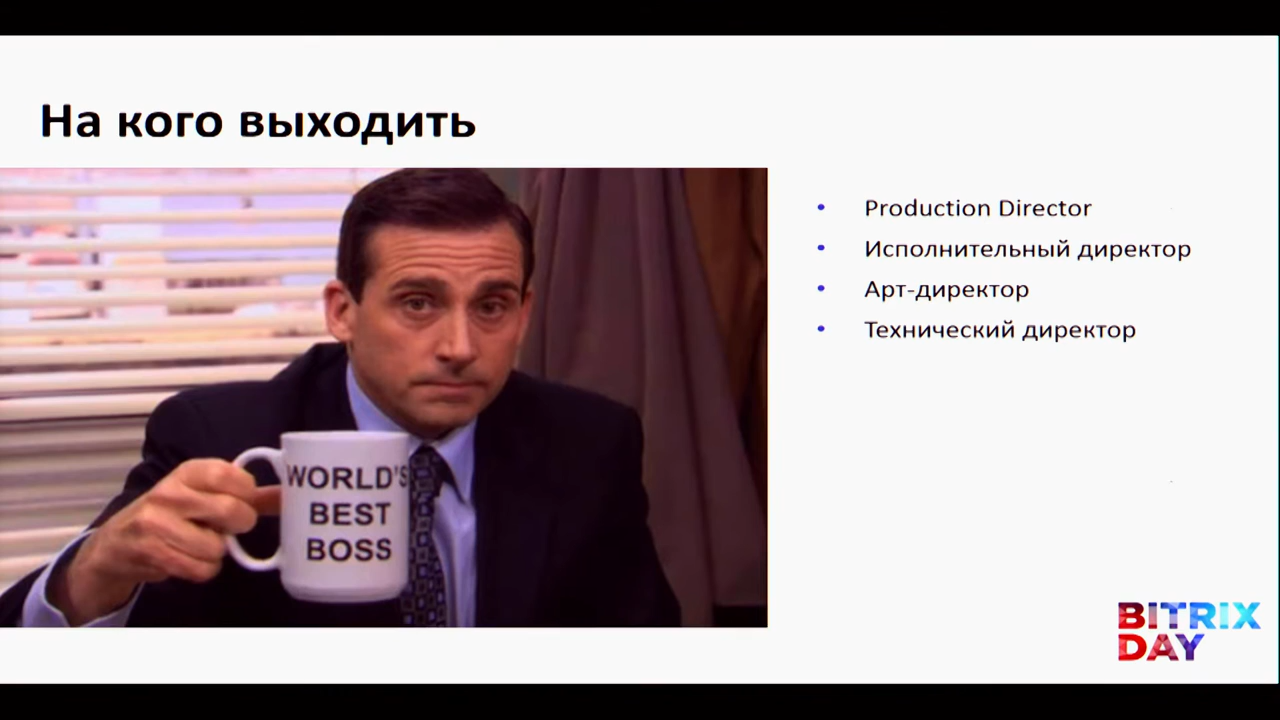 На кого выходить
Production Director
Исполнительный директор
Арт-директор
Технический директор
WORLD'S
BEST
BOSS
BITRIX
DAY